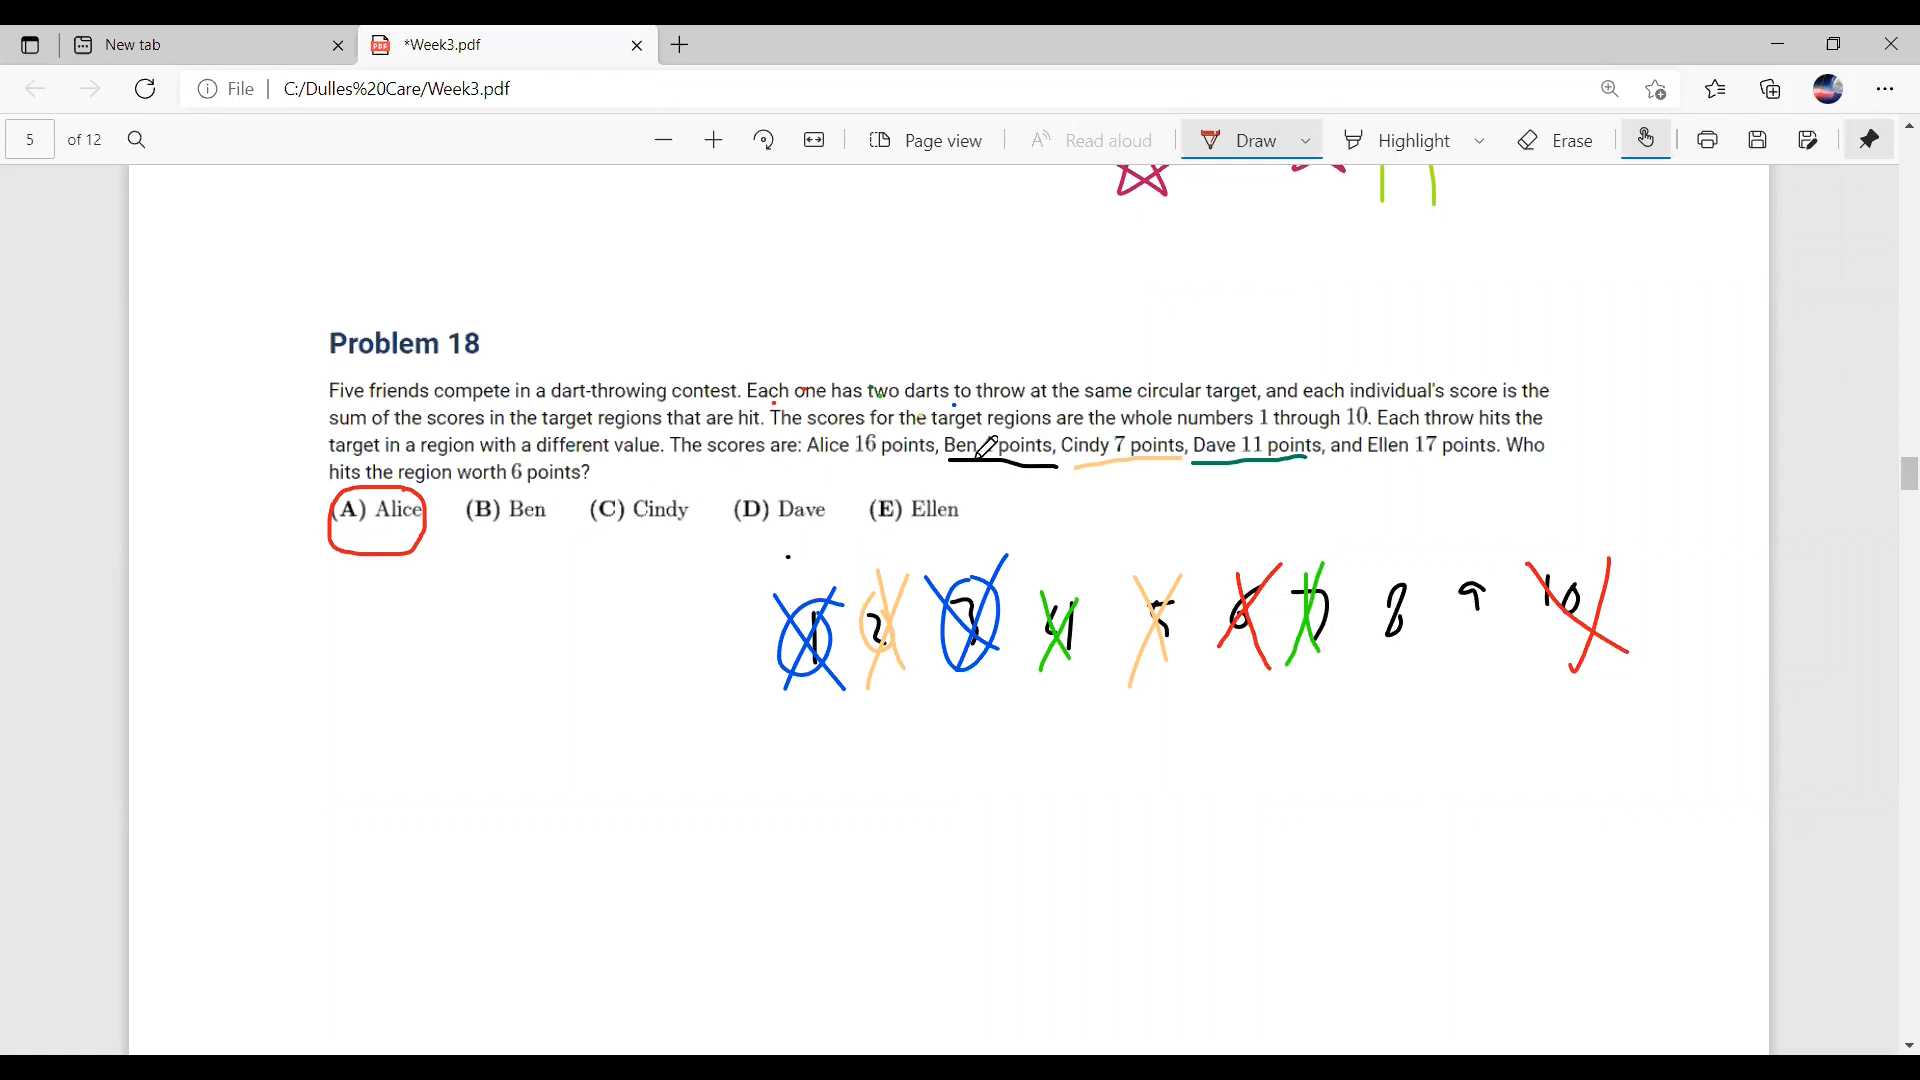 New tab
*Week3.pdf
File | C:/Dulles%20Care/Week3.pdf
5 of 12 Page view Read aloud Draw Highlight Erase
Problem 18
Five friends compete in a dart-throwing contest. Each one has two darts to throw at the same circular target, and each individual's score is the
sum of the scores in the target regions that are hit. The scores for the target regions are the whole numbers 1 through 10. Each throw hits the
target in a region with a different value. The scores are: Alice 16 points, Ben points, Cindy 7 points, Dave 11 points, and Ellen 17 points. Who
hits the region worth 6 points?
(A) Alice (B) Ben (C) Cindy (D) Dave (E) Ellen
1 2 3 4 5 6 7 8 9 10